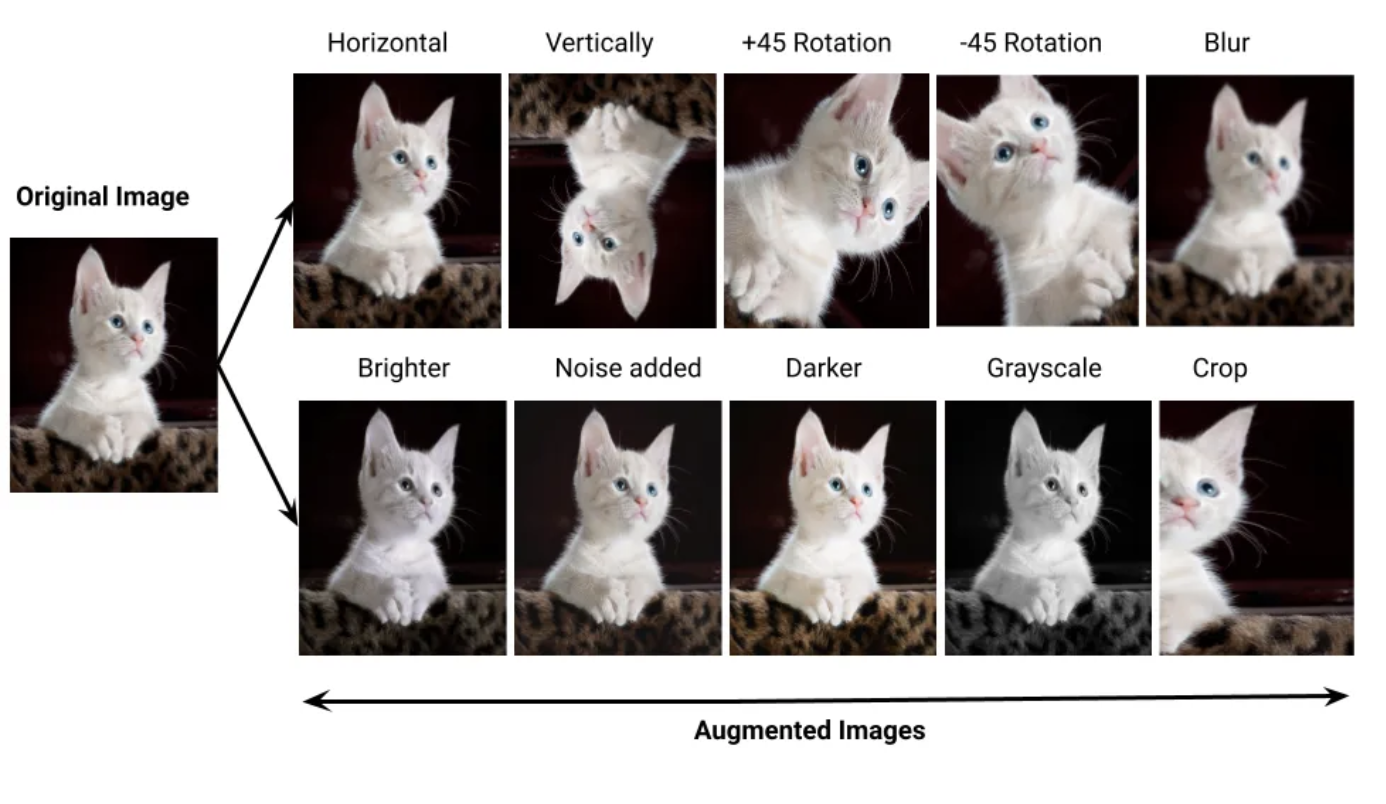 Horizontal
Vertically
+45 Rotation
-45 Rotation
Blur
Original Image
Brighter
Noise added
Darker
Grayscale
Crop
Augmented Images